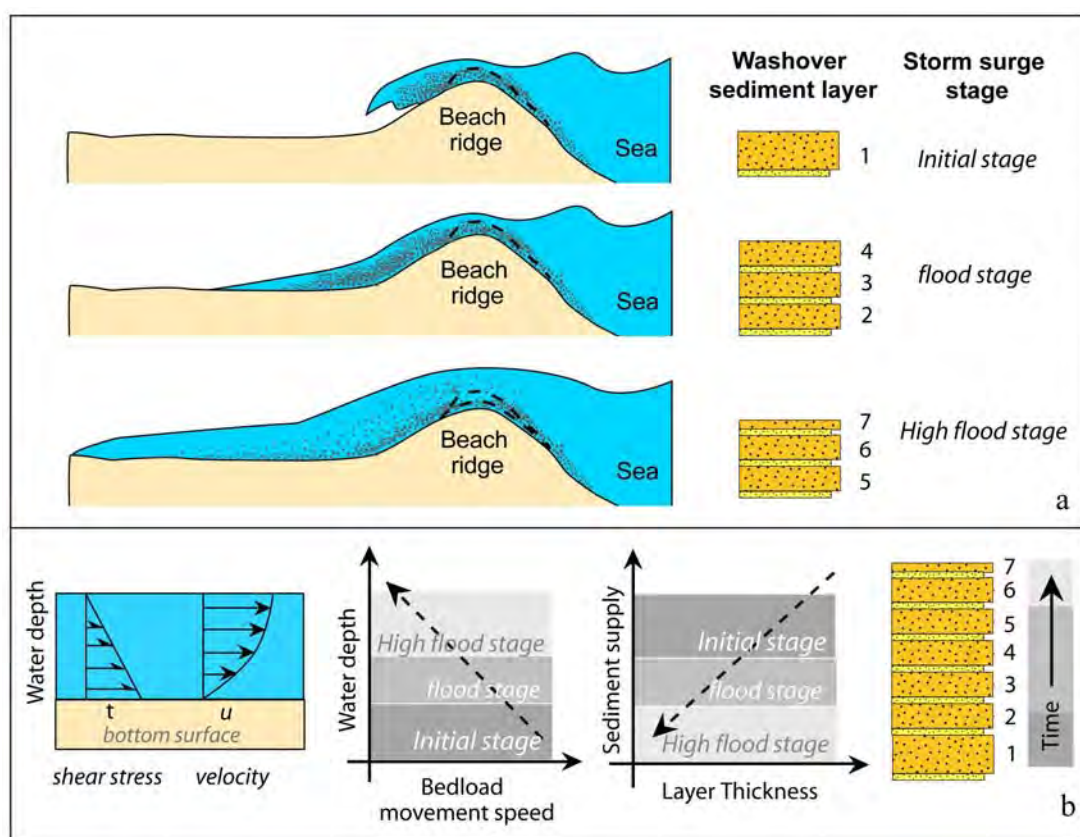 Washover
sediment layer
Storm surge
stage
Beach
ridge
Sea
1
Initial stage
Beach
ridge
Sea
4
3
2
flood stage
Beach
ridge
Sea
7
6
5
High flood stage
a
Water depth
t
u
bottom surface
shear stress
velocity
Water depth
High flood stage
flood stage
Initial stage
Bedload
movement speed
Sediment supply
Initial stage
flood stage
High flood stage
Layer Thickness
7
6
5
4
3
2
1
Time
b